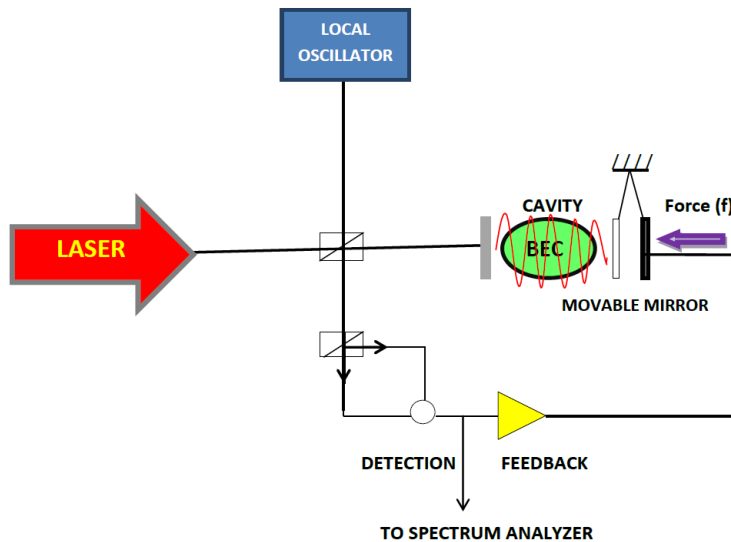 LOCAL
OSCILLATOR
LASER
CAVITY
Force (f)
BEC
MOVABLE MIRROR
DETECTION
FEEDBACK
TO SPECTRUM ANALYZER